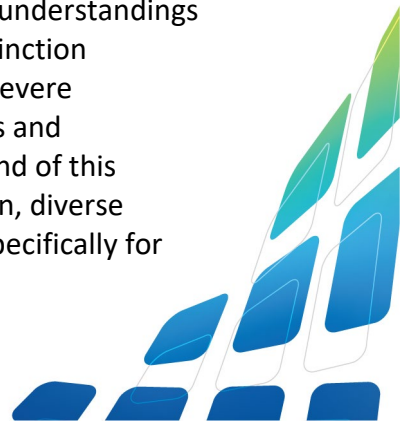 understandings
inction
evere
s and
nd of this
n, diverse
pecifically for